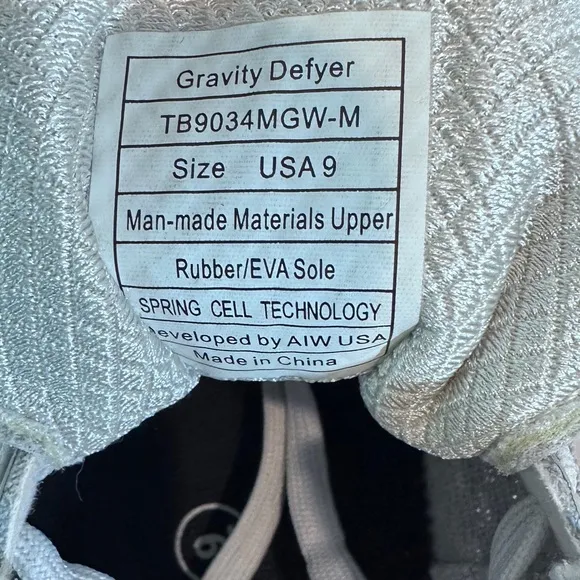 Gravity Defyer
TB9034MGW-M
Size USA 9
Man-made Materials Upper
Rubber/EVA Sole
SPRING CELL TECHNOLOGY
Developed by AIW USA
Made in China